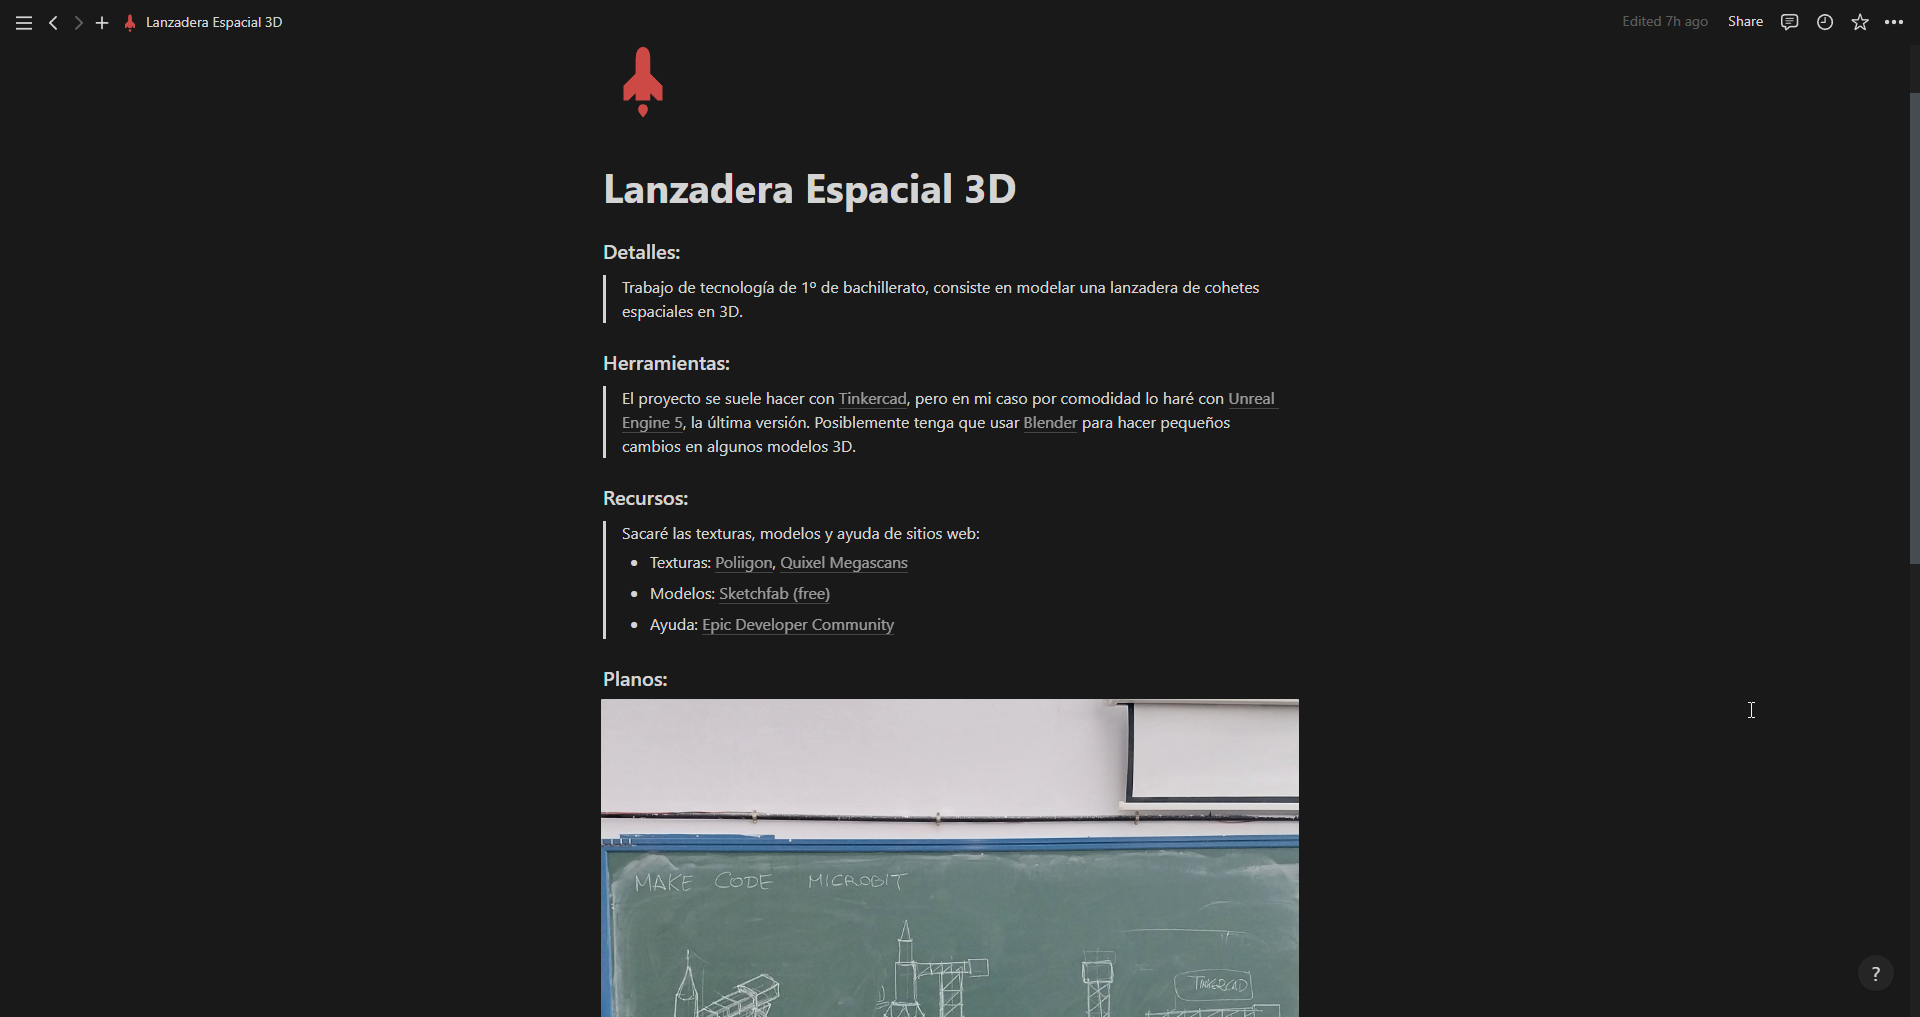 Lanzadera Espacial 3D
Edited 7h ago
Share
Lanzadera Espacial 3D
Detalles:
Trabajo de tecnología de 1º de bachillerato, consiste en modelar una lanzadera de cohetes
espaciales en 3D.
Herramientas:
El proyecto se suele hacer con Tinkercad, pero en mi caso por comodidad lo haré con Unreal
Engine 5, la última versión. Posiblemente tenga que usar Blender para hacer pequeños
cambios en algunos modelos 3D.
Recursos:
Sacaré las texturas, modelos y ayuda de sitios web:
• Texturas: Poliigon, Quixel Megascans
• Modelos: Sketchfab (free)
• Ayuda: Epic Developer Community
Planos:
MAKE CODE MICROBIT
TINKERCAD
?